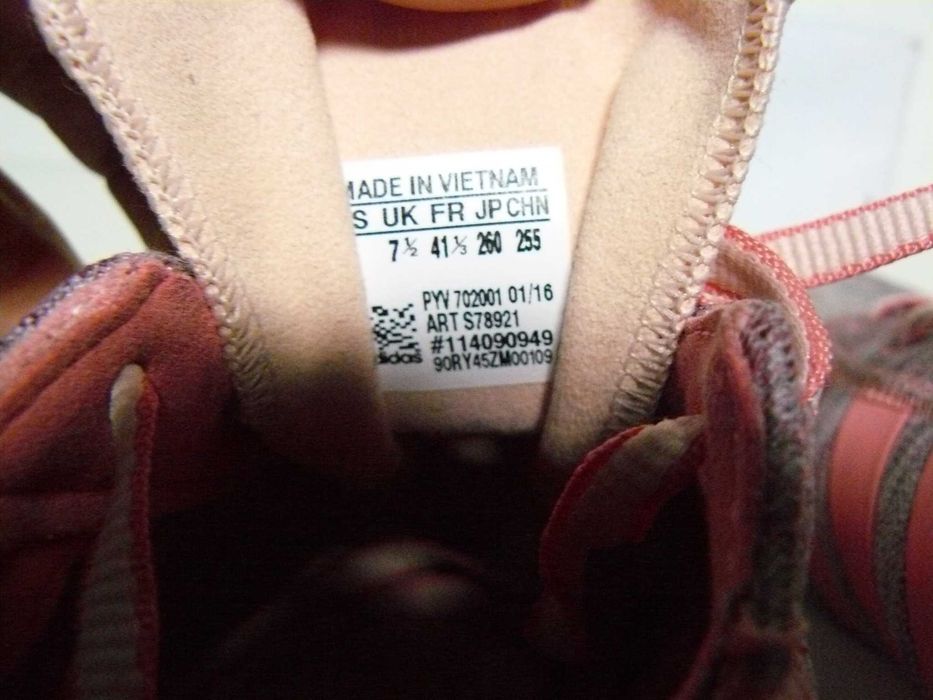 MADE IN VIETNAM
S UK FR JP CHN
7 ½ 41 ⅓ 260 255
PYV 702001 01/16
ART S78921
#114090949
adidas 90RY45ZM00109